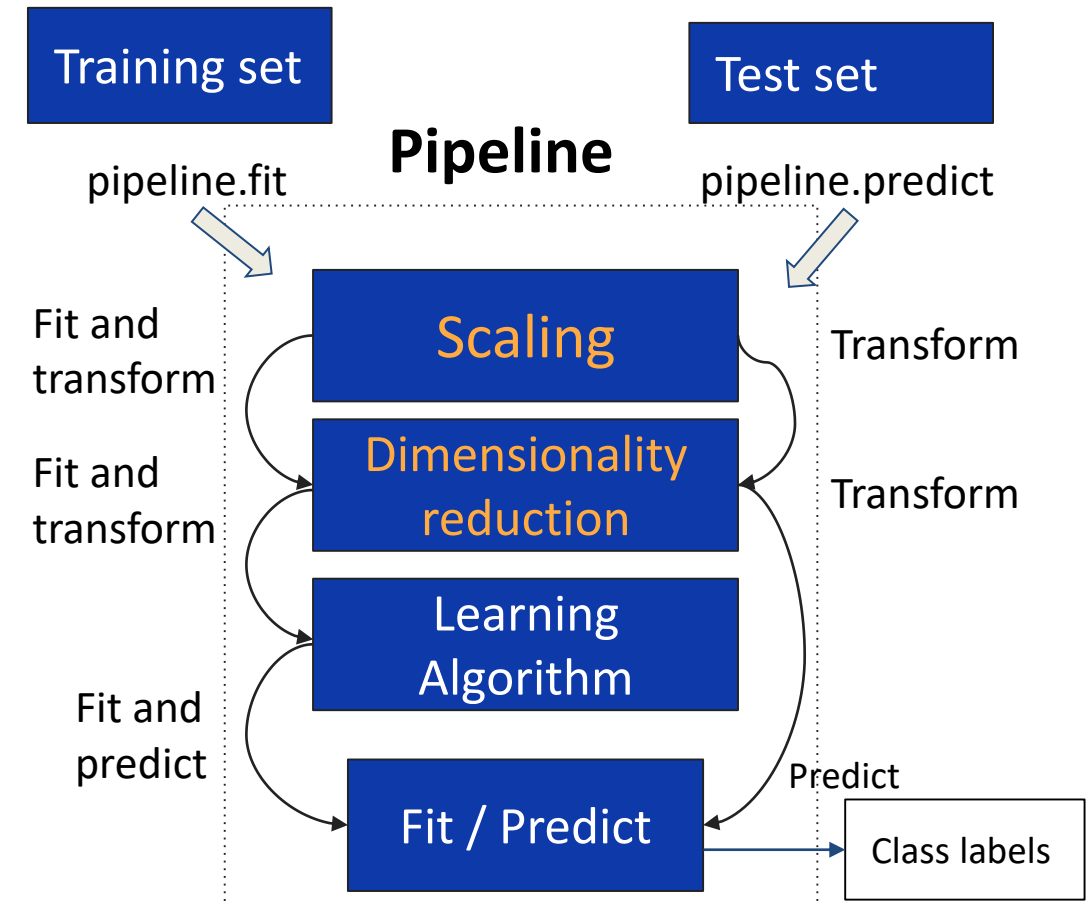 Training set
Test set
Pipeline
pipeline.fit
pipeline.predict
Fit and
transform
Scaling
Transform
Fit and
transform
Dimensionality
reduction
Transform
Learning
Algorithm
Fit and
predict
Predict
Fit / Predict
Class labels